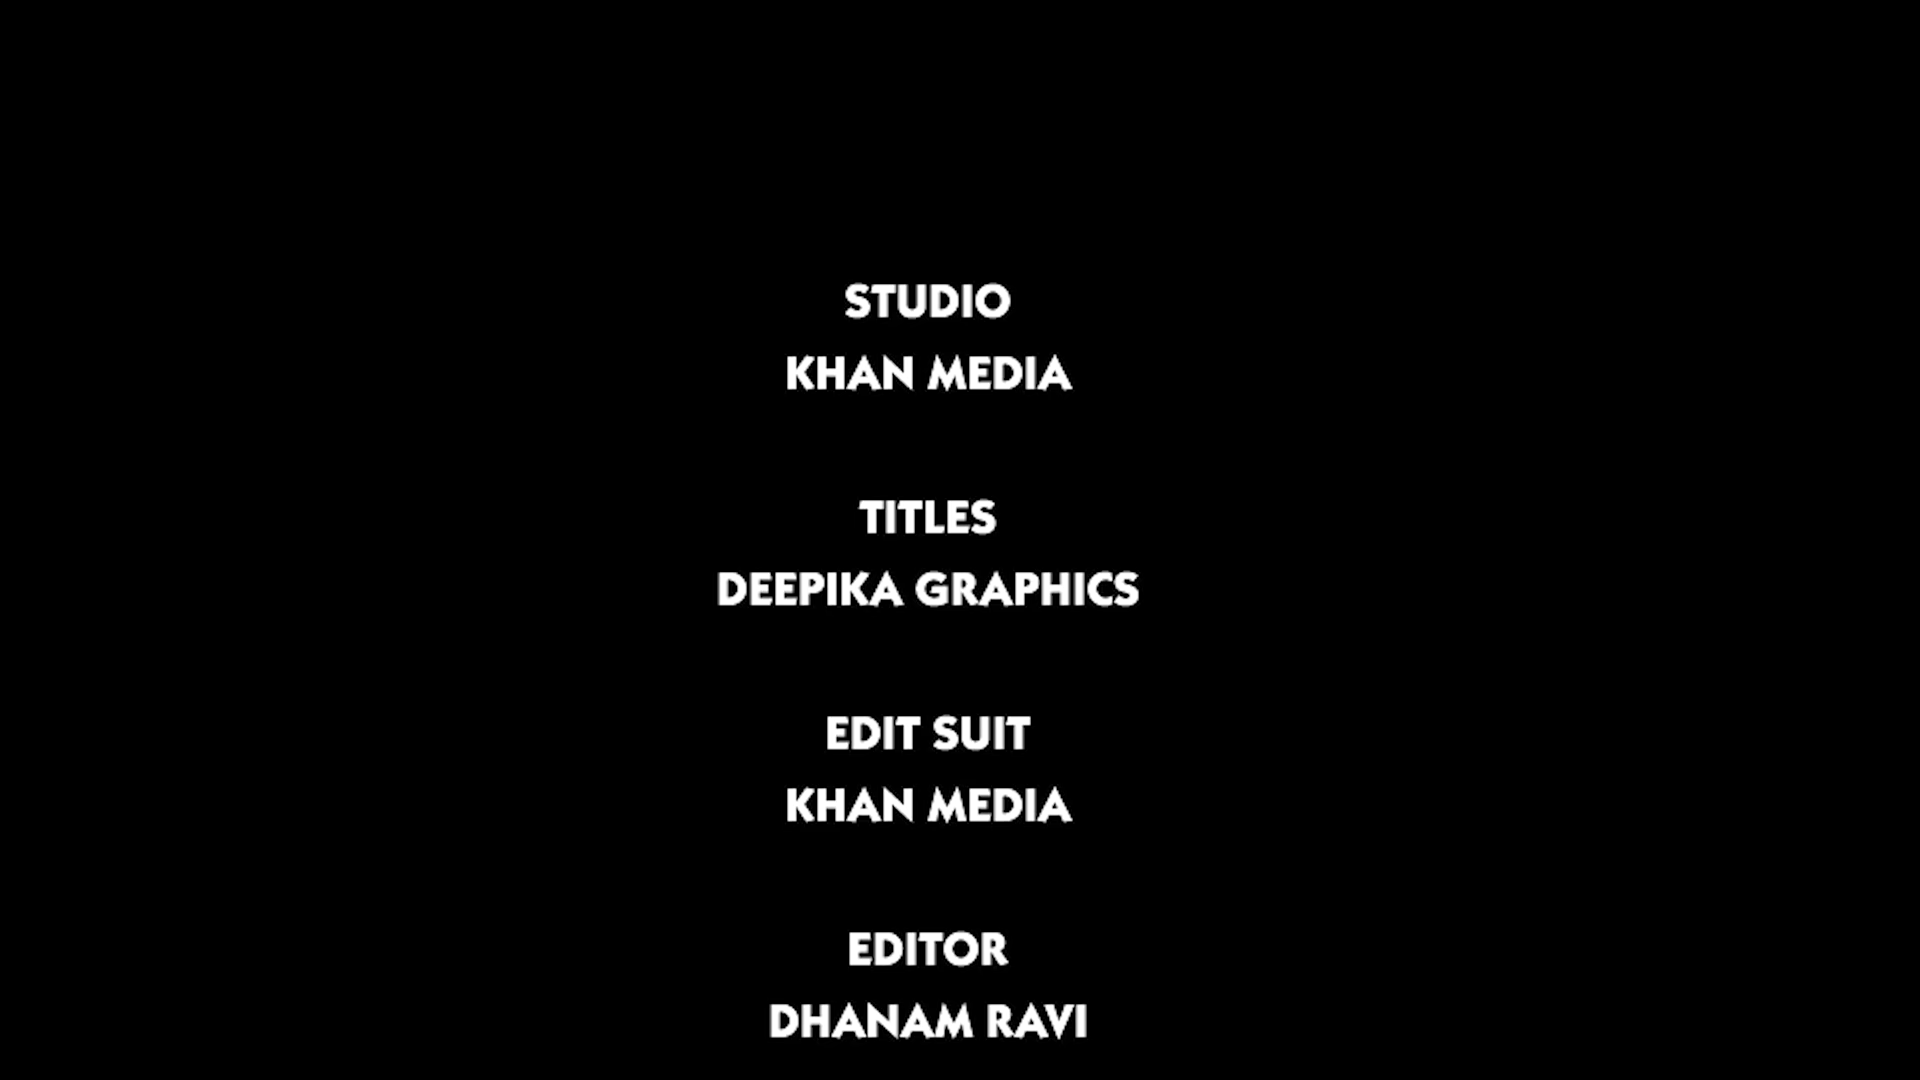 STUDIO
KHAN MEDIA
TITLES
DEEPIKA GRAPHICS
EDIT SUIT
KHAN MEDIA
EDITOR
DHANAM RAVI